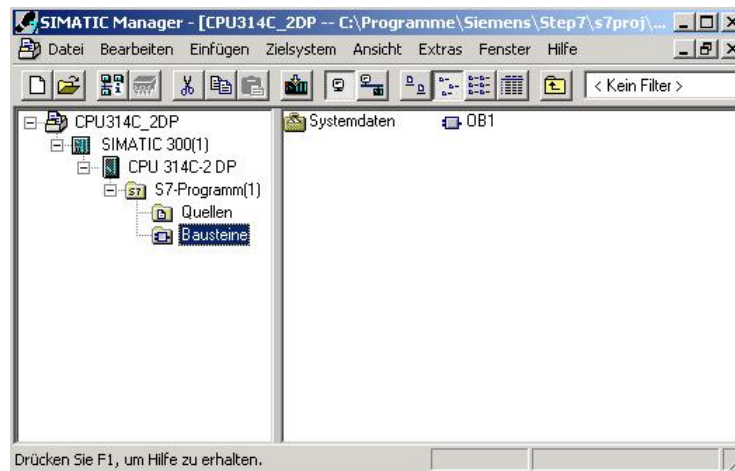 SIMATIC Manager - [CPU314C_2DP -- C:\Programme\Siemens\Step7\s7proj\...
Datei Bearbeiten Einfügen Zielsystem Ansicht Extras Fenster Hilfe
< Kein Filter >
CPU314C_2DP
SIMATIC 300(1)
CPU 314C-2 DP
S7-Programm(1)
Quellen
Bausteine
Systemdaten OB1
Drücken Sie F1, um Hilfe zu erhalten.